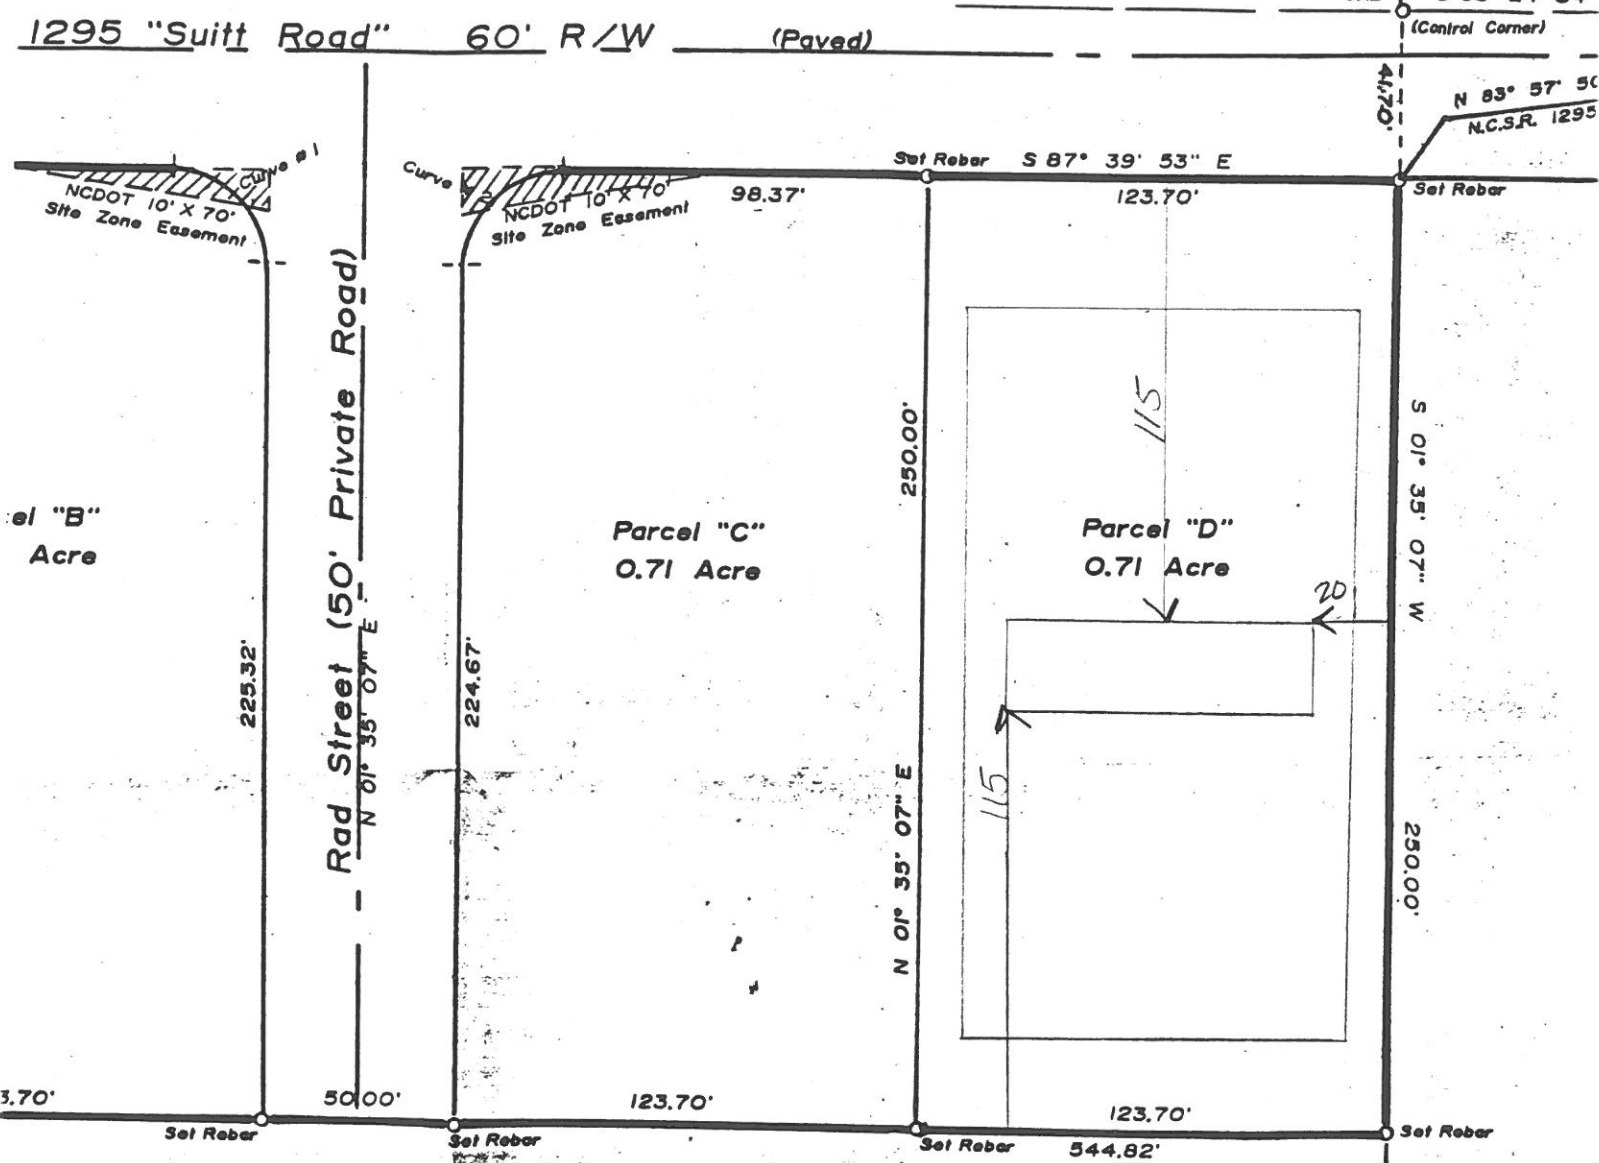 1295 "Suitt Road" 60' R/W (Paved)
(Control Corner)
41.70'
N 83° 57'
N.C.S.R. 1295
Curve #1
Curve
Set Rebar
S 87° 39' 53" E
Set Rebar
NCDOT 10' X 70'
Site Zone Easement
NCDOT 10' X 70'
Site Zone Easement
98.37'
123.70'
Rad Street (50' Private Road)
N 01° 35' 07" E
250.00'
115
S 01° 35' 07" W
el "B"
Acre
Parcel "C"
0.71 Acre
Parcel "D"
0.71 Acre
20
225.32'
224.67'
115
N 01° 35' 07" E
250.00'
3.70'
50.00'
123.70'
123.70'
Set Rebar
Set Rebar
Set Rebar
544.82'
Set Rebar